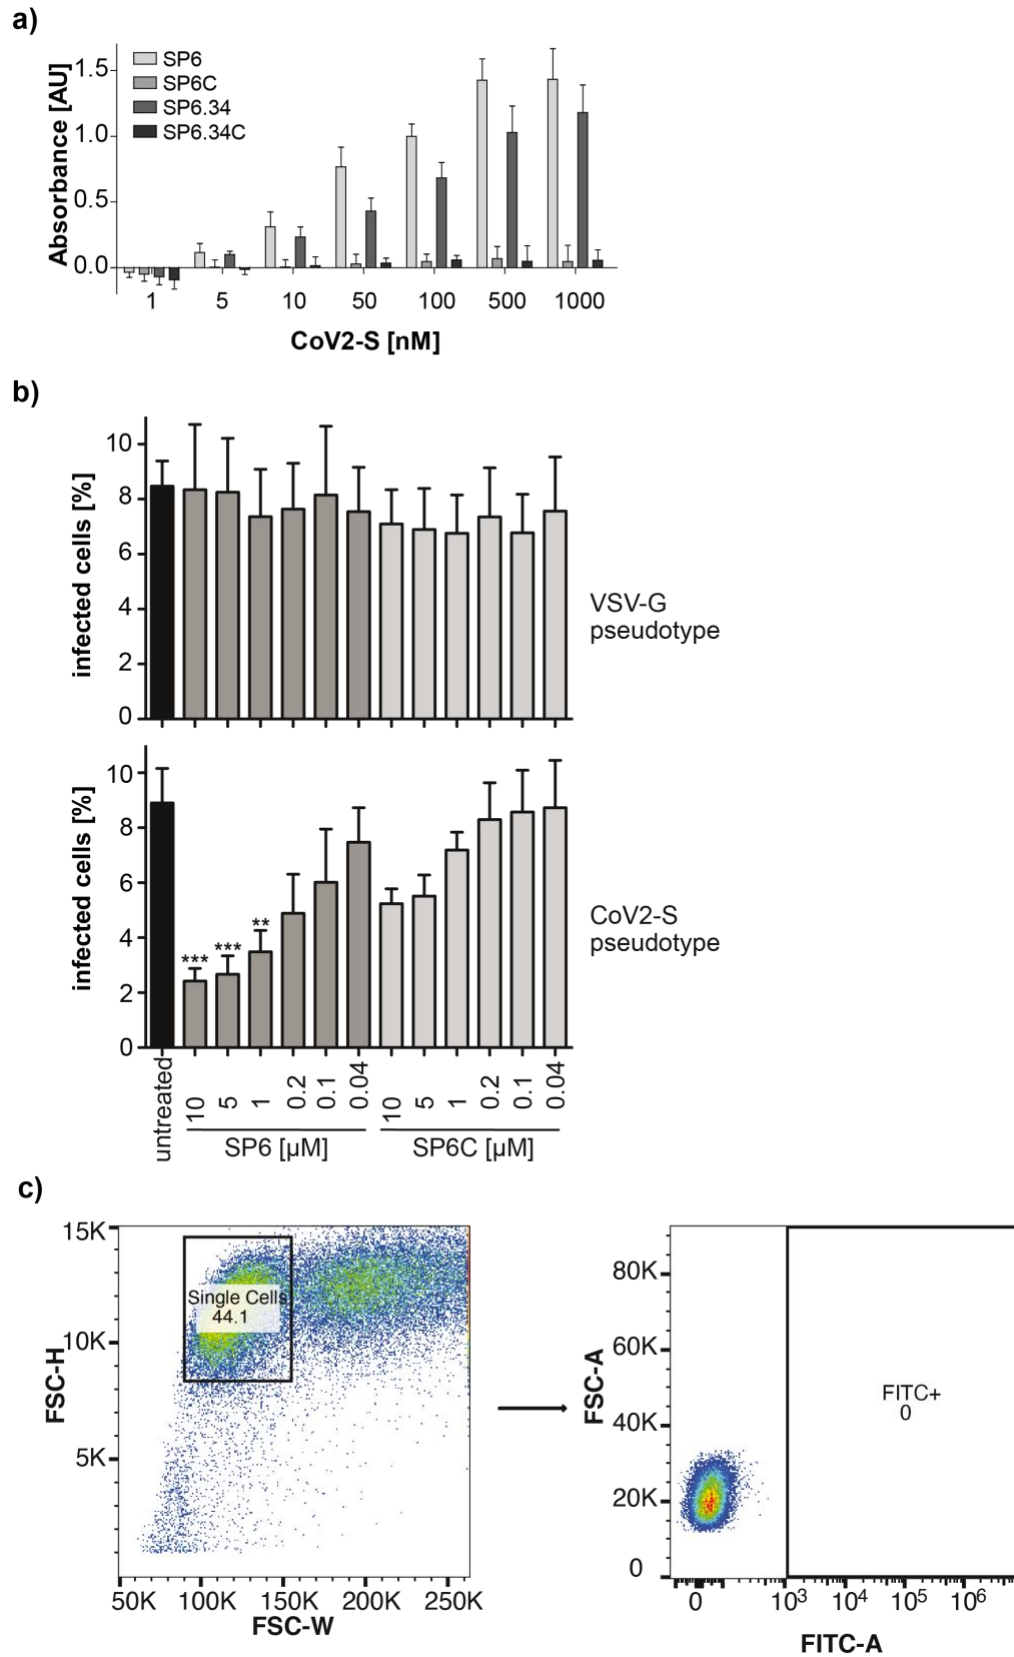 a)
SP6
SP6C
SP6.34
SP6.34C
Absorbance [AU]
1.5
1.0
0.5
0.0
1 5 10 50 100 500 1000
CoV2-S [nM]
b)
infected cells [%]
10
8
6
4
2
0
VSV-G
pseudotype
infected cells [%]
10
8
6
4
2
0
***
***
**
CoV2-S
pseudotype
untreated 10 5 1 0.2 0.1 0.04 10 5 1 0.2 0.1 0.04
SP6 [µM] SP6C [µM]
c)
FSC-H
15K
10K
5K
Single Cells
44.1
50K 100K 150K 200K 250K
FSC-W
FSC-A
80K
60K
40K
20K
0
FITC+
0
0 10³ 10⁴ 10⁵ 10⁶
FITC-A